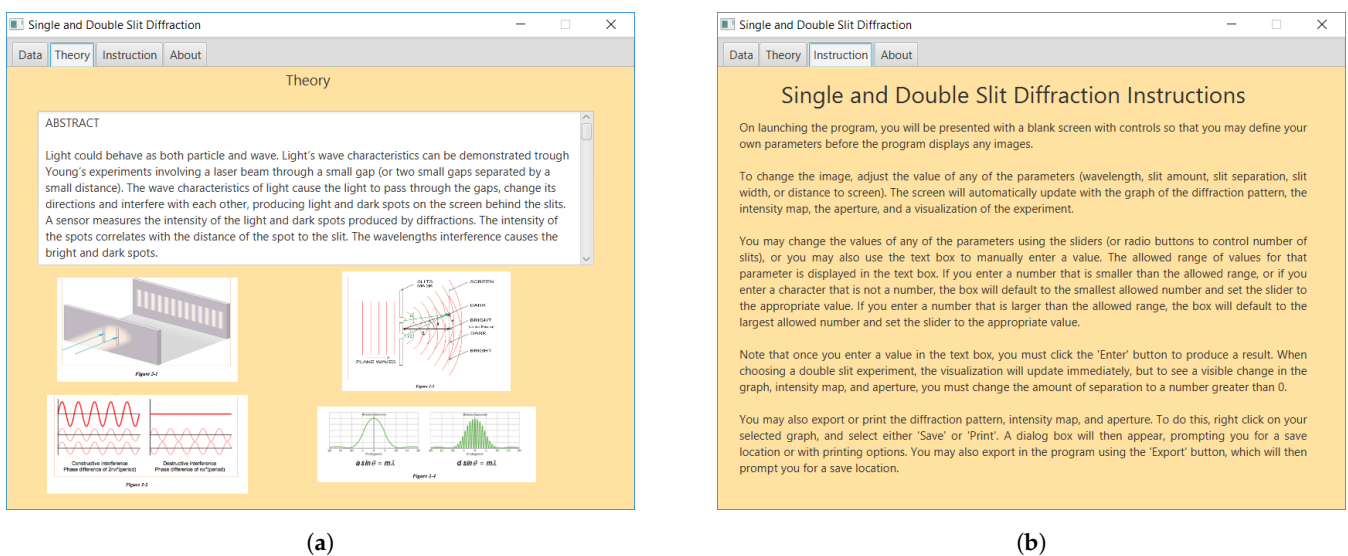 Single and Double Slit Diffraction
Data Theory Instruction About
Theory
ABSTRACT
Light could behave as both particle and wave. Light's wave characteristics can be demonstrated trough
Young's experiments involving a laser beam through a small gap (or two small gaps separated by a
small distance). The wave characteristics of light cause the light to pass through the gaps, change its
directions and interfere with each other, producing light and dark spots on the screen behind the slits.
A sensor measures the intensity of the light and dark spots produced by diffractions. The intensity of
the spots correlates with the distance of the spot to the slit. The wavelengths interference causes the
bright and dark spots.
Figure 2-1
SLITS
MASK
SCREEN
DARK
BRIGHT
DARK
BRIGHT
PLANE WAVES
Constructive Interference
Phase difference of 2nπ(period)
Destructive Interference
Phase difference of nπ(period)
a sinθ = mλ
d sinθ = mλ
(a)
Single and Double Slit Diffraction
Data Theory Instruction About
Single and Double Slit Diffraction Instructions
On launching the program, you will be presented with a blank screen with controls so that you may define your
own parameters before the program displays any images.
To change the image, adjust the value of any of the parameters (wavelength, slit amount, slit separation, slit
width, or distance to screen). The screen will automatically update with the graph of the diffraction pattern, the
intensity map, the aperture, and a visualization of the experiment.
You may change the values of any of the parameters using the sliders (or radio buttons to control number of
slits), or you may also use the text box to manually enter a value. The allowed range of values for that
parameter is displayed in the text box. If you enter a number that is smaller than the allowed range, or if you
enter a character that is not a number, the box will default to the smallest allowed number and set the slider to
the appropriate value. If you enter a number that is larger than the allowed range, the box will default to the
largest allowed number and set the slider to the appropriate value.
Note that once you enter a value in the text box, you must click the 'Enter' button to produce a result. When
choosing a double slit experiment, the visualization will update immediately, but to see a visible change in the
graph, intensity map, and aperture, you must change the amount of separation to a number greater than 0.
You may also export or print the diffraction pattern, intensity map, and aperture. To do this, right click on your
selected graph, and select either 'Save' or 'Print'. A dialog box will then appear, prompting you for a save
location or with printing options. You may also export in the program using the 'Export' button, which will then
prompt you for a save location.
(b)